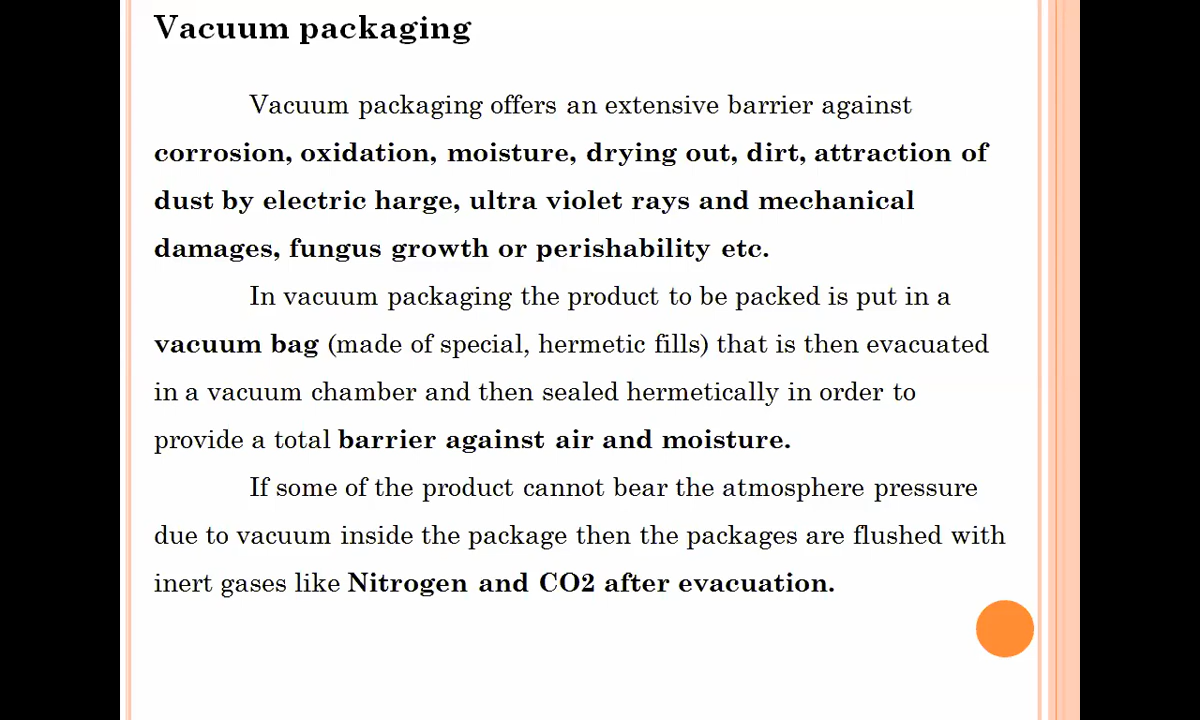 Vacuum packaging
Vacuum packaging offers an extensive barrier against
corrosion, oxidation, moisture, drying out, dirt, attraction of
dust by electric harge, ultra violet rays and mechanical
damages, fungus growth or perishability etc.
In vacuum packaging the product to be packed is put in a
vacuum bag (made of special, hermetic fills) that is then evacuated
in a vacuum chamber and then sealed hermetically in order to
provide a total barrier against air and moisture.
If some of the product cannot bear the atmosphere pressure
due to vacuum inside the package then the packages are flushed with
inert gases like Nitrogen and CO2 after evacuation.